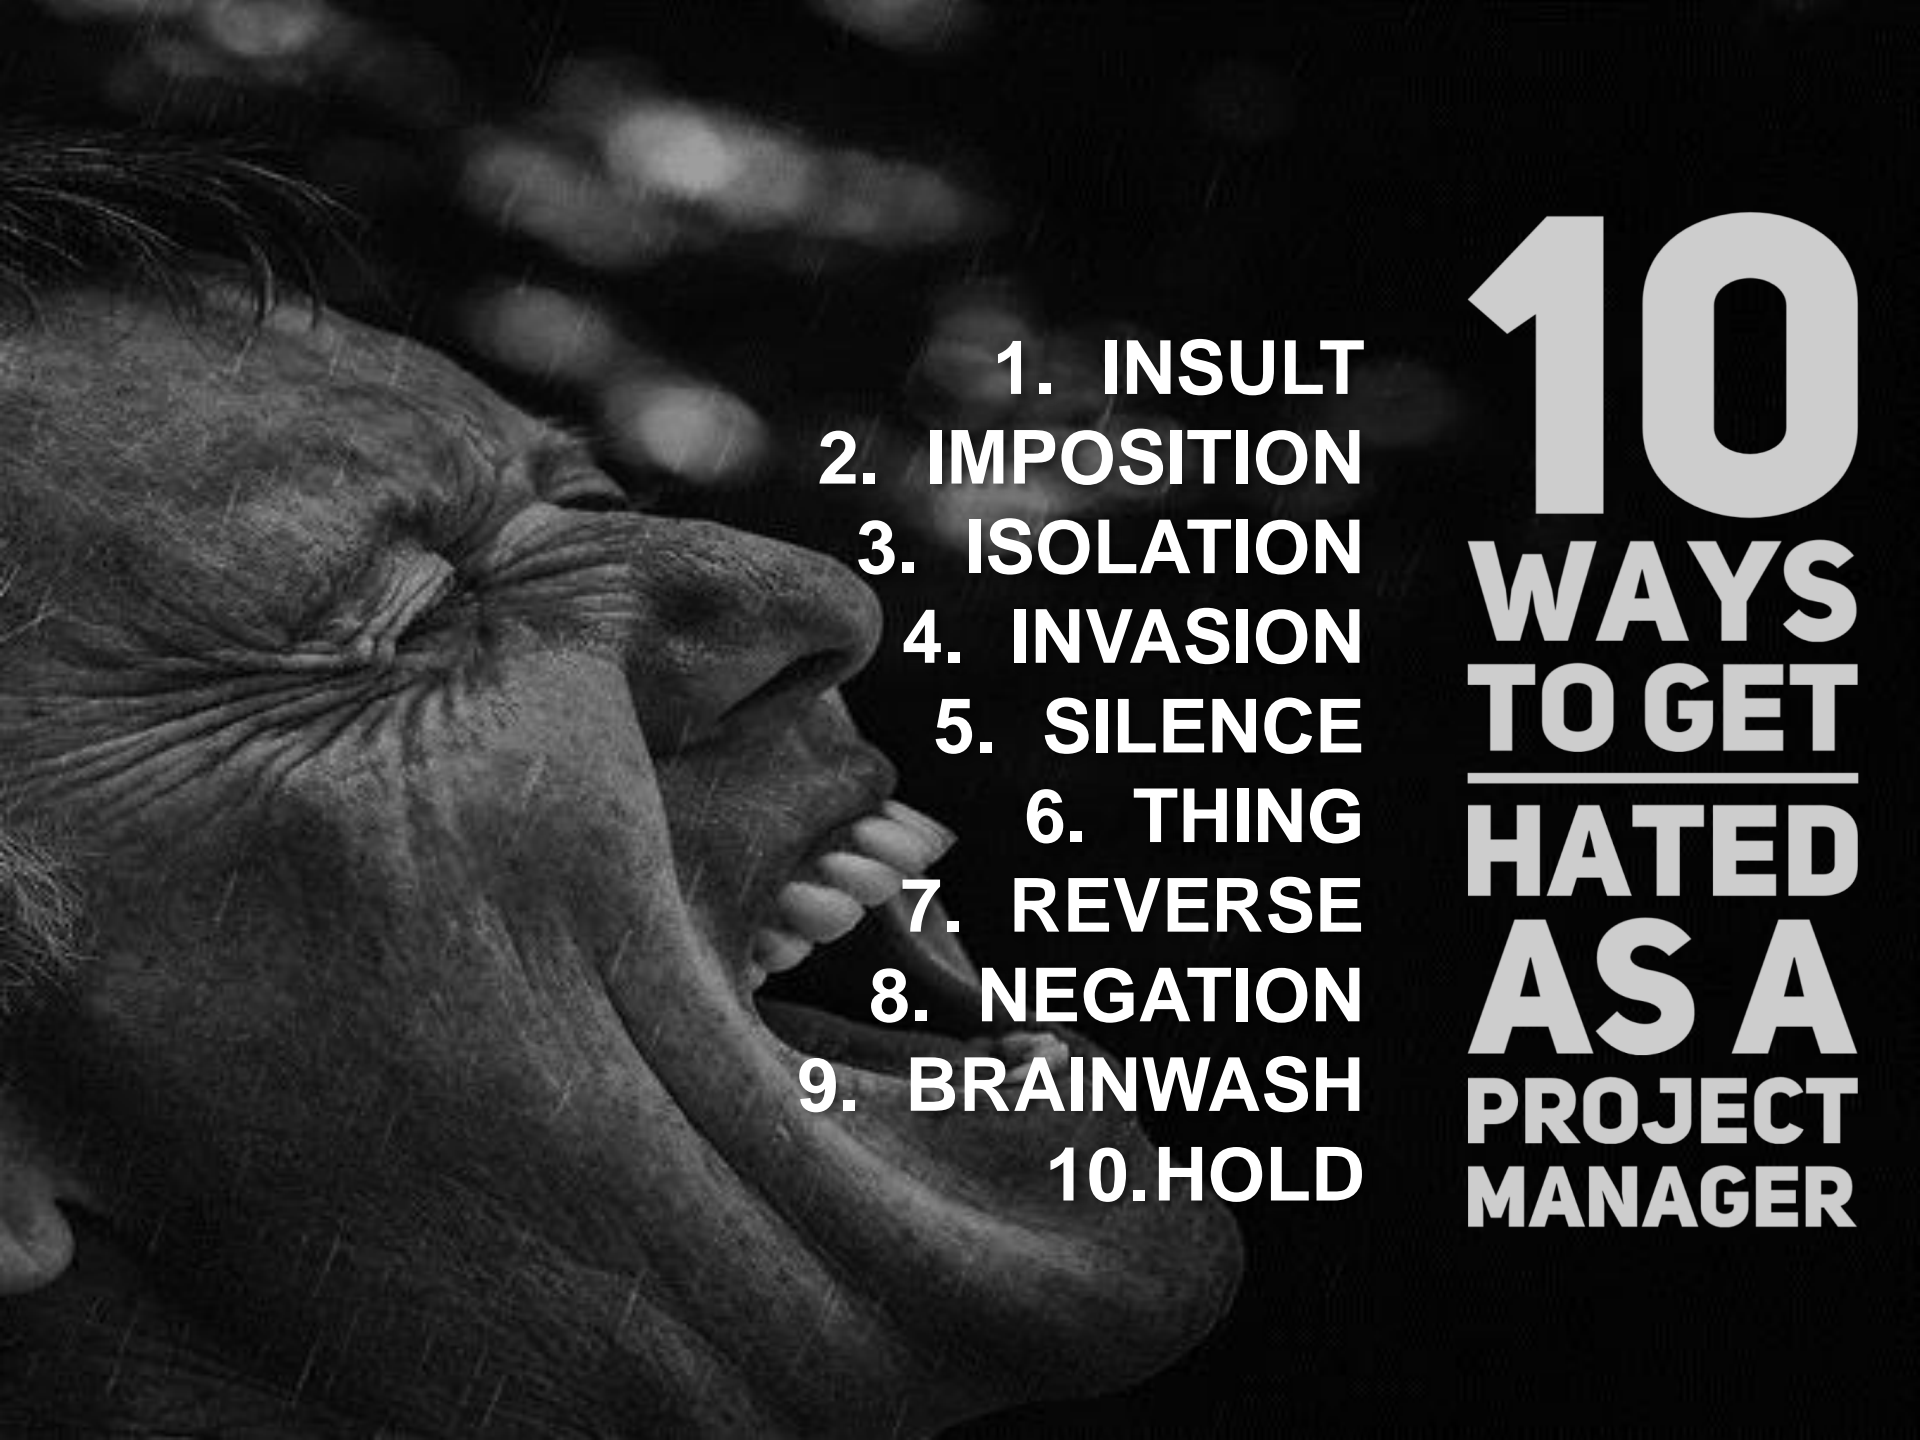 1. INSULT
2. IMPOSITION
3. ISOLATION
4. INVASION
5. SILENCE
6. THING
7. REVERSE
8. NEGATION
9. BRAINWASH
10.HOLD
10
WAYS
TO GET
HATED
AS A
PROJECT
MANAGER